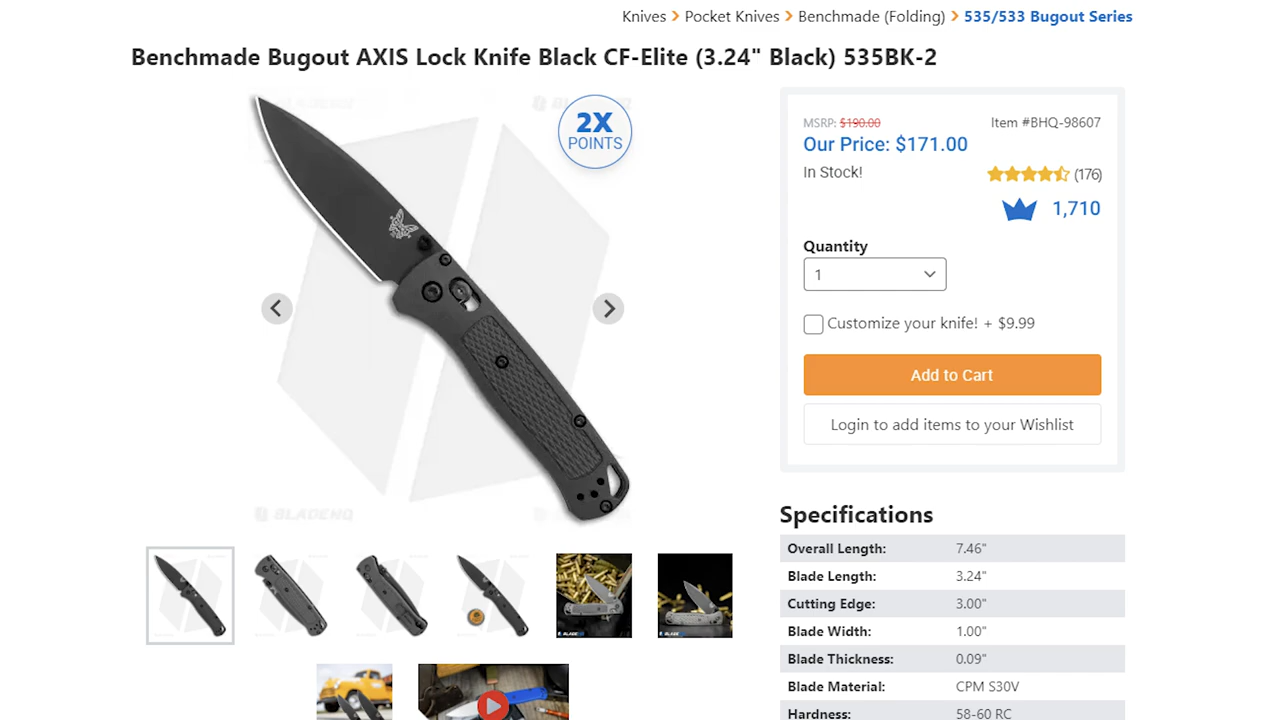 Knives > Pocket Knives > Benchmade (Folding) > 535/533 Bugout Series
Benchmade Bugout AXIS Lock Knife Black CF-Elite (3.24" Black) 535BK-2
2X
POINTS
MSRP: $190.00 Item #BHQ-98607
Our Price: $171.00
In Stock! (176)
1,710
Quantity
1
Customize your knife! + $9.99
Add to Cart
Login to add items to your Wishlist
BLADEHQ
Specifications
Overall Length: 7.46"
Blade Length: 3.24"
Cutting Edge: 3.00"
Blade Width: 1.00"
Blade Thickness: 0.09"
Blade Material: CPM S30V
Hardness: 58-60 RC